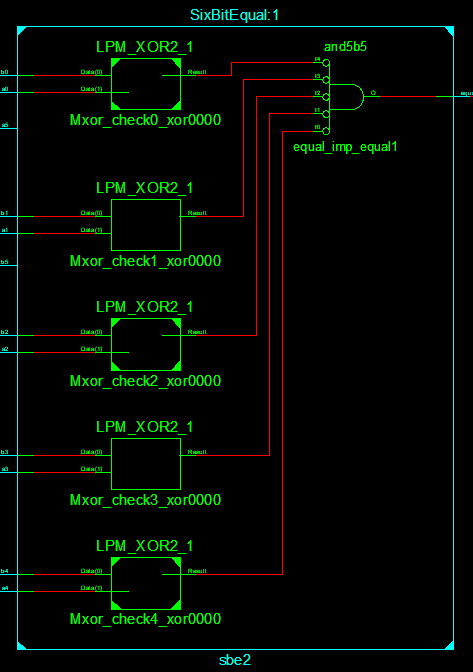 SixBitEqual:1
LPM_XOR2_1
and5b5
b0
Data(0)
Result
I4
a0
Data(1)
I3
Mxor_check0_xor0000
I2
O
a5
I1
I0
equal_imp_equal1
LPM_XOR2_1
b1
Data(0)
Result
a1
Data(1)
b5
Mxor_check1_xor0000
LPM_XOR2_1
b2
Data(0)
Result
a2
Data(1)
Mxor_check2_xor0000
LPM_XOR2_1
b3
Data(0)
Result
a3
Data(1)
Mxor_check3_xor0000
LPM_XOR2_1
b4
Data(0)
Result
a4
Data(1)
Mxor_check4_xor0000
sbe2